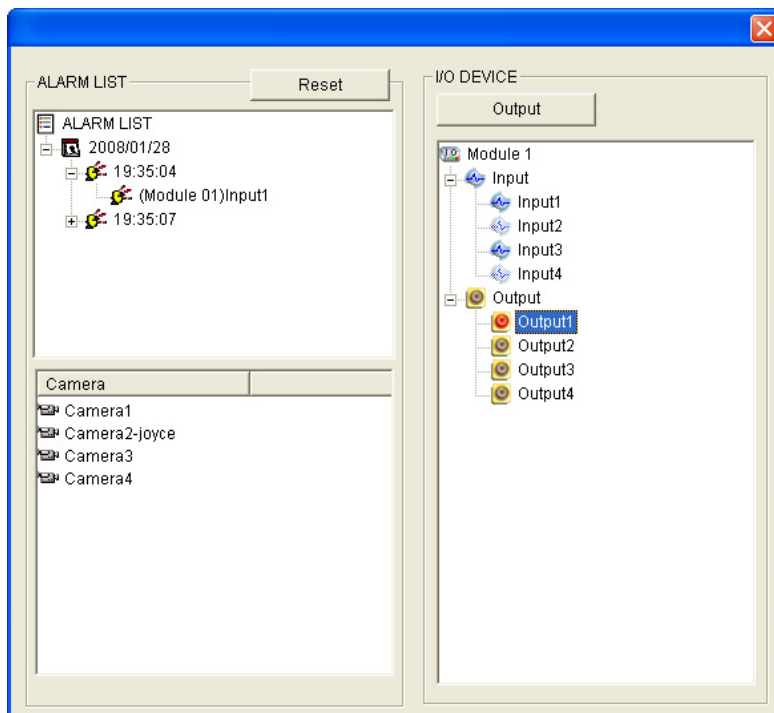 ALARM LIST
Reset
ALARM LIST
2008/01/28
19:35:04
(Module 01)Input1
19:35:07
Camera
Camera1
Camera2-joyce
Camera3
Camera4
I/O DEVICE
Output
Module 1
Input
Input1
Input2
Input3
Input4
Output
Output1
Output2
Output3
Output4